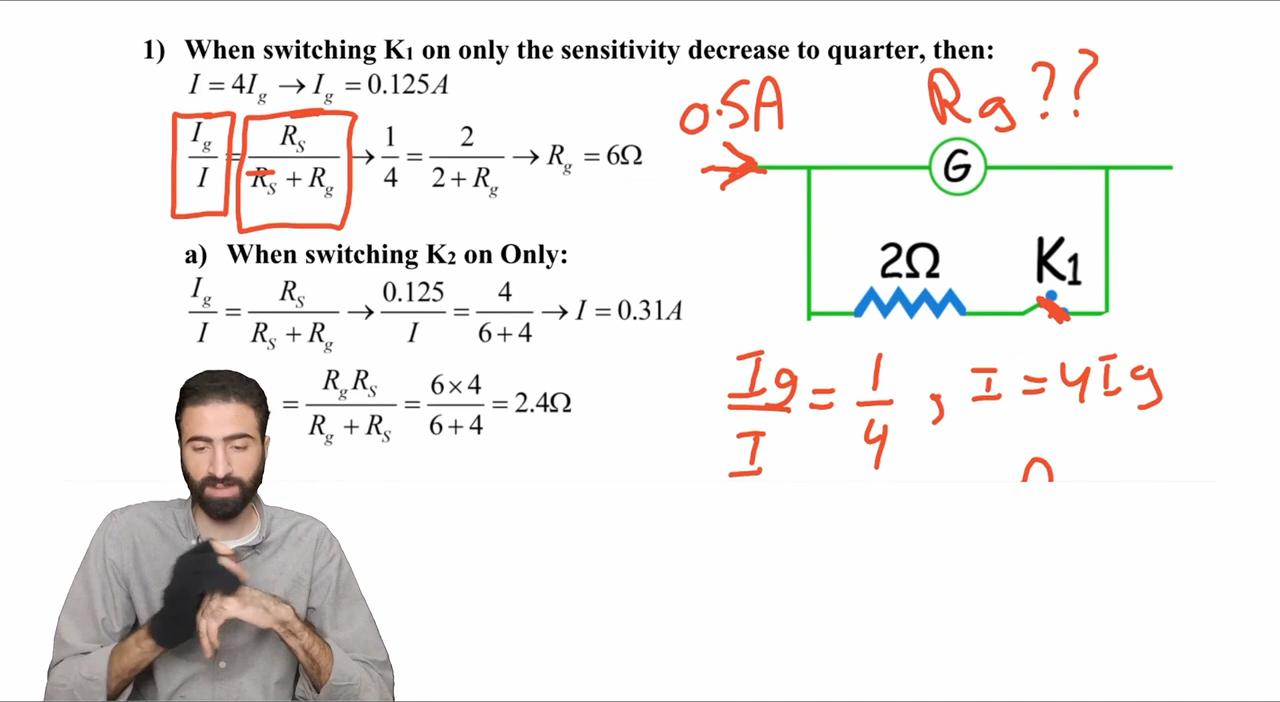 1) When switching K₁ on only the sensitivity decrease to quarter, then:
I = 4I_g → I_g = 0.125A
I_g / I = R_S / (R_S + R_g) → 1/4 = 2 / (2 + R_g) → R_g = 6Ω
a) When switching K₂ on Only:
I_g / I = R_S / (R_S + R_g) → 0.125 / I = 4 / (6+4) → I = 0.31A
= R_g R_S / (R_g + R_S) = 6×4 / (6+4) = 2.4Ω
0.5A
Rg ??
G
2Ω
K1
Ig / I = 1/4 , I = 4Ig